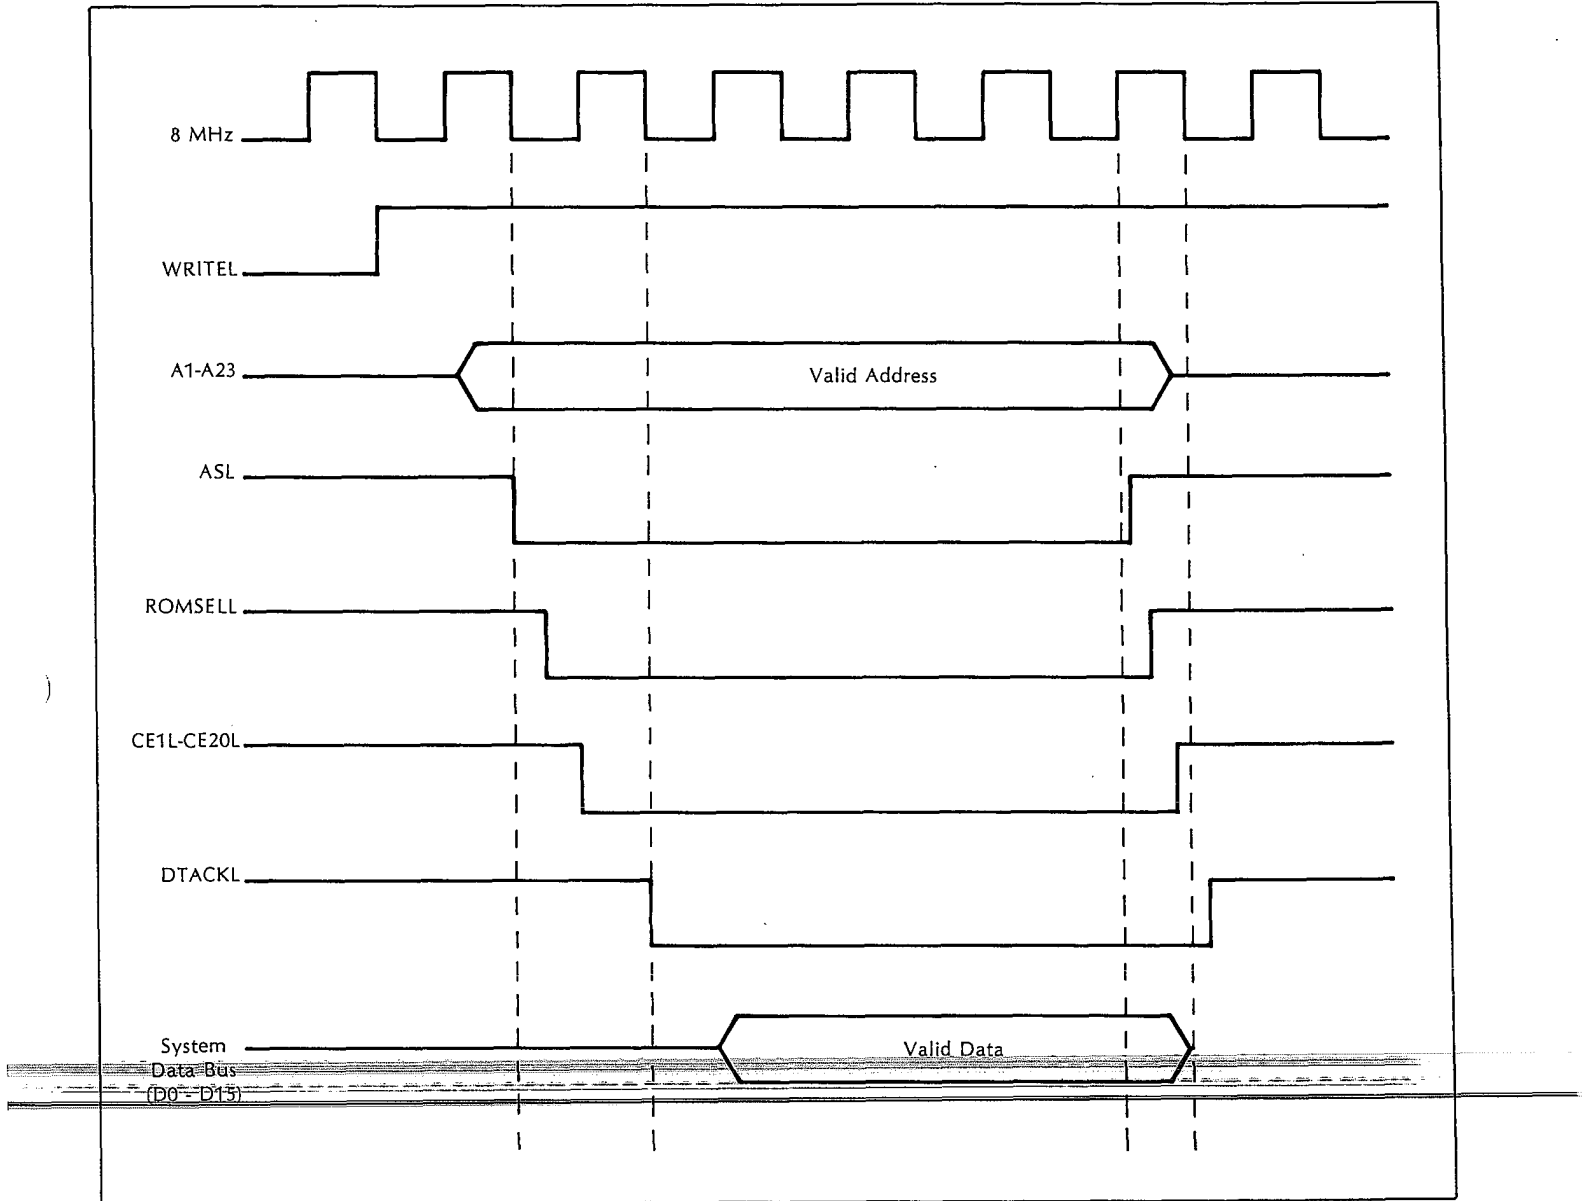 8 MHz
WRITEL
A1-A23
Valid Address
ASL
ROMSELL
CE1L-CE20L
DTACKL
System
Valid Data
Data Bus
(D0 - D15)